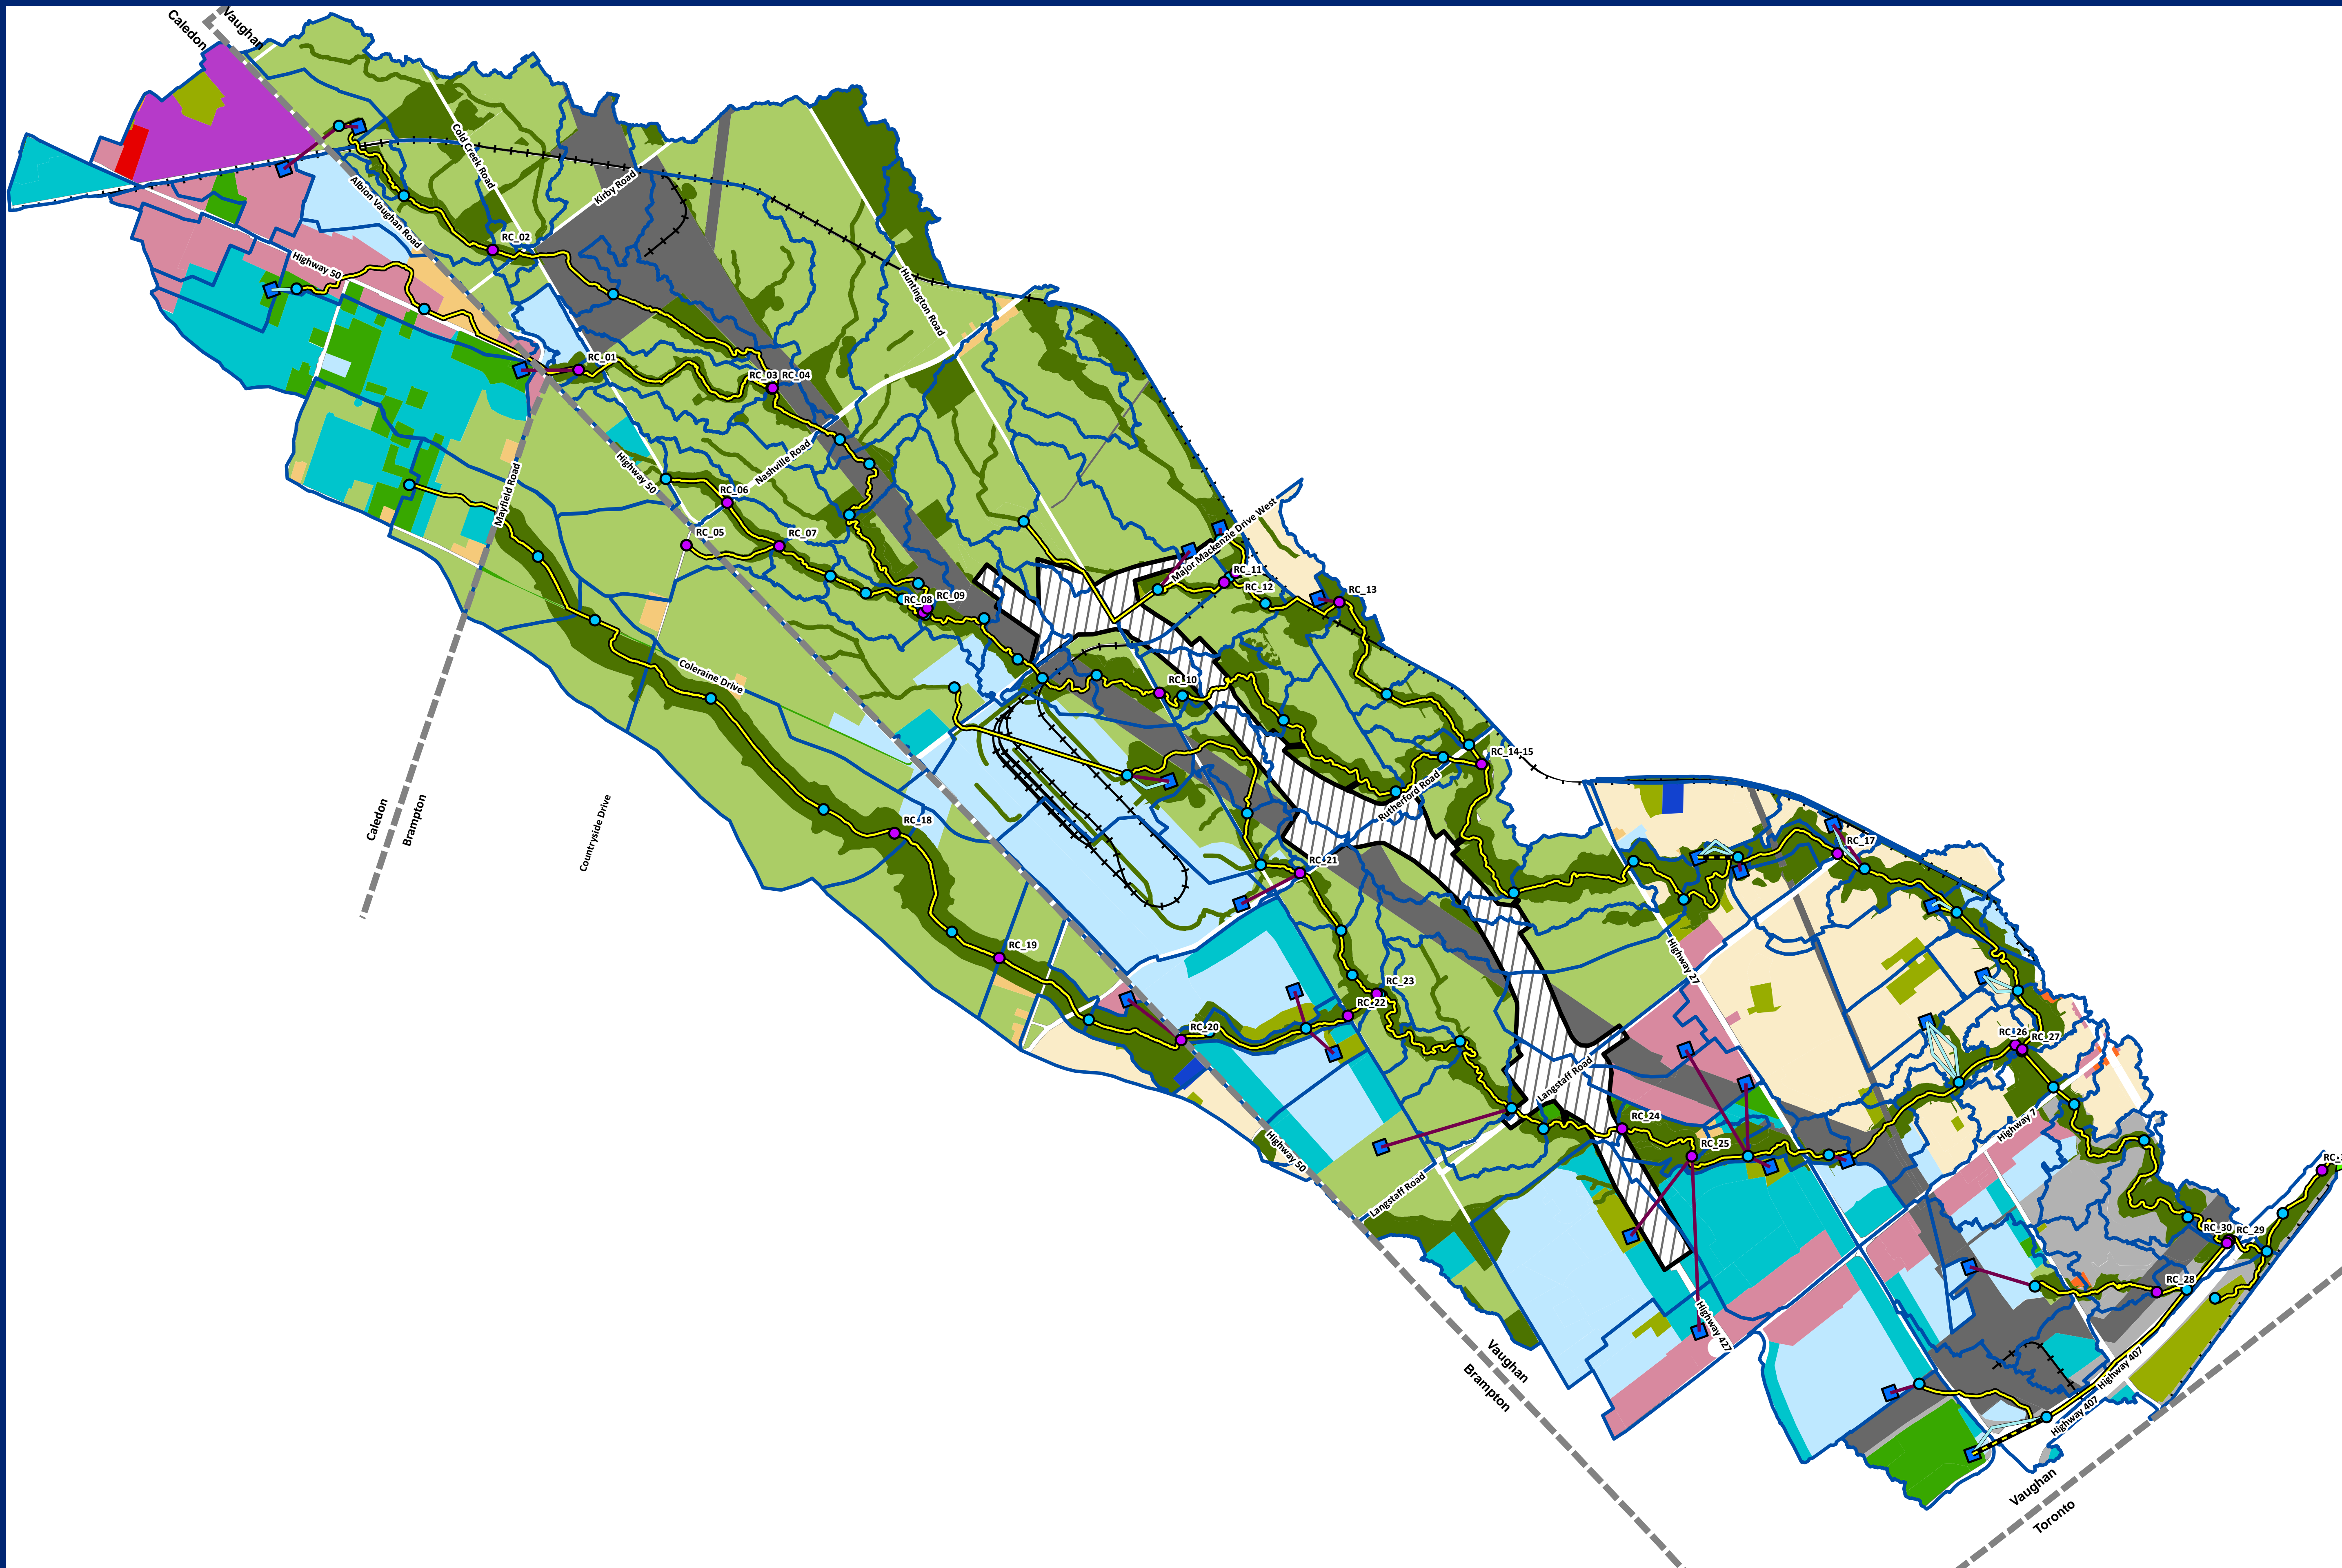 Vaughan
Caledon
Cold Creek Road
Kirby Road
Albion Vaughan Road
RC_02
Highway 50
Huntington Road
RC_01
RC_03
RC_04
Nashville Road
Highway 50
RC_06
Mayfield Road
RC_05
RC_07
Major Mackenzie Drive West
RC_11
RC_12
RC_13
RC_08
RC_09
Coleraine Drive
RC_10
RC_14-15
Rutherford Road
Caledon
Brampton
Countryside Drive
RC_18
RC_17
RC_21
RC_19
Highway 27
RC_23
RC_22
RC_20
RC_26
RC_27
Langstaff Road
Highway 7
RC_24
RC_25
Highway 50
Langstaff Road
RC_30
RC_29
RC_28
Highway 427
Vaughan
Brampton
Highway 407
Highway 407
Vaughan
Toronto